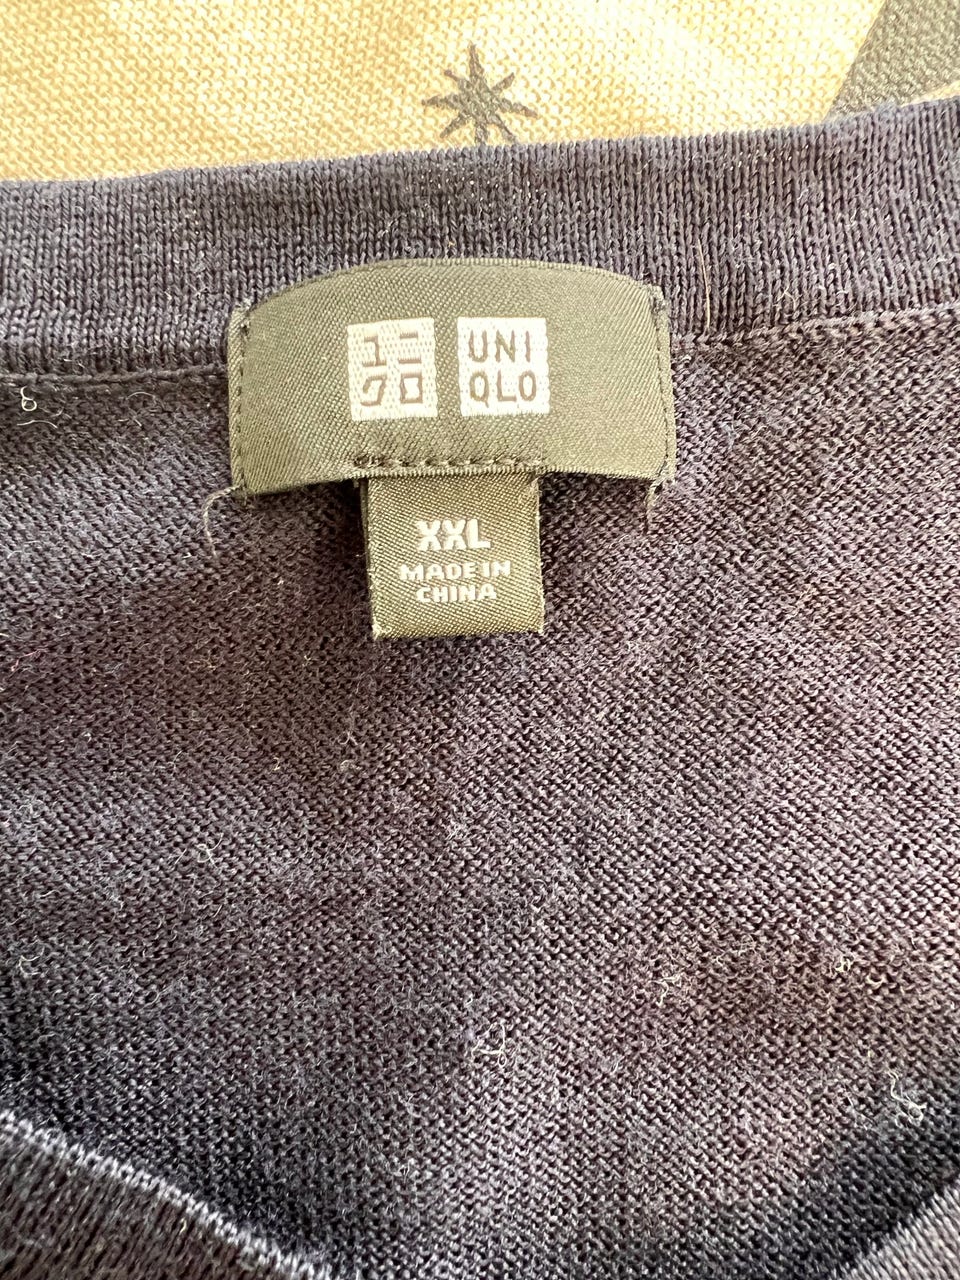 ユニ UNI
クロ QLO
XXL
MADE IN
CHINA